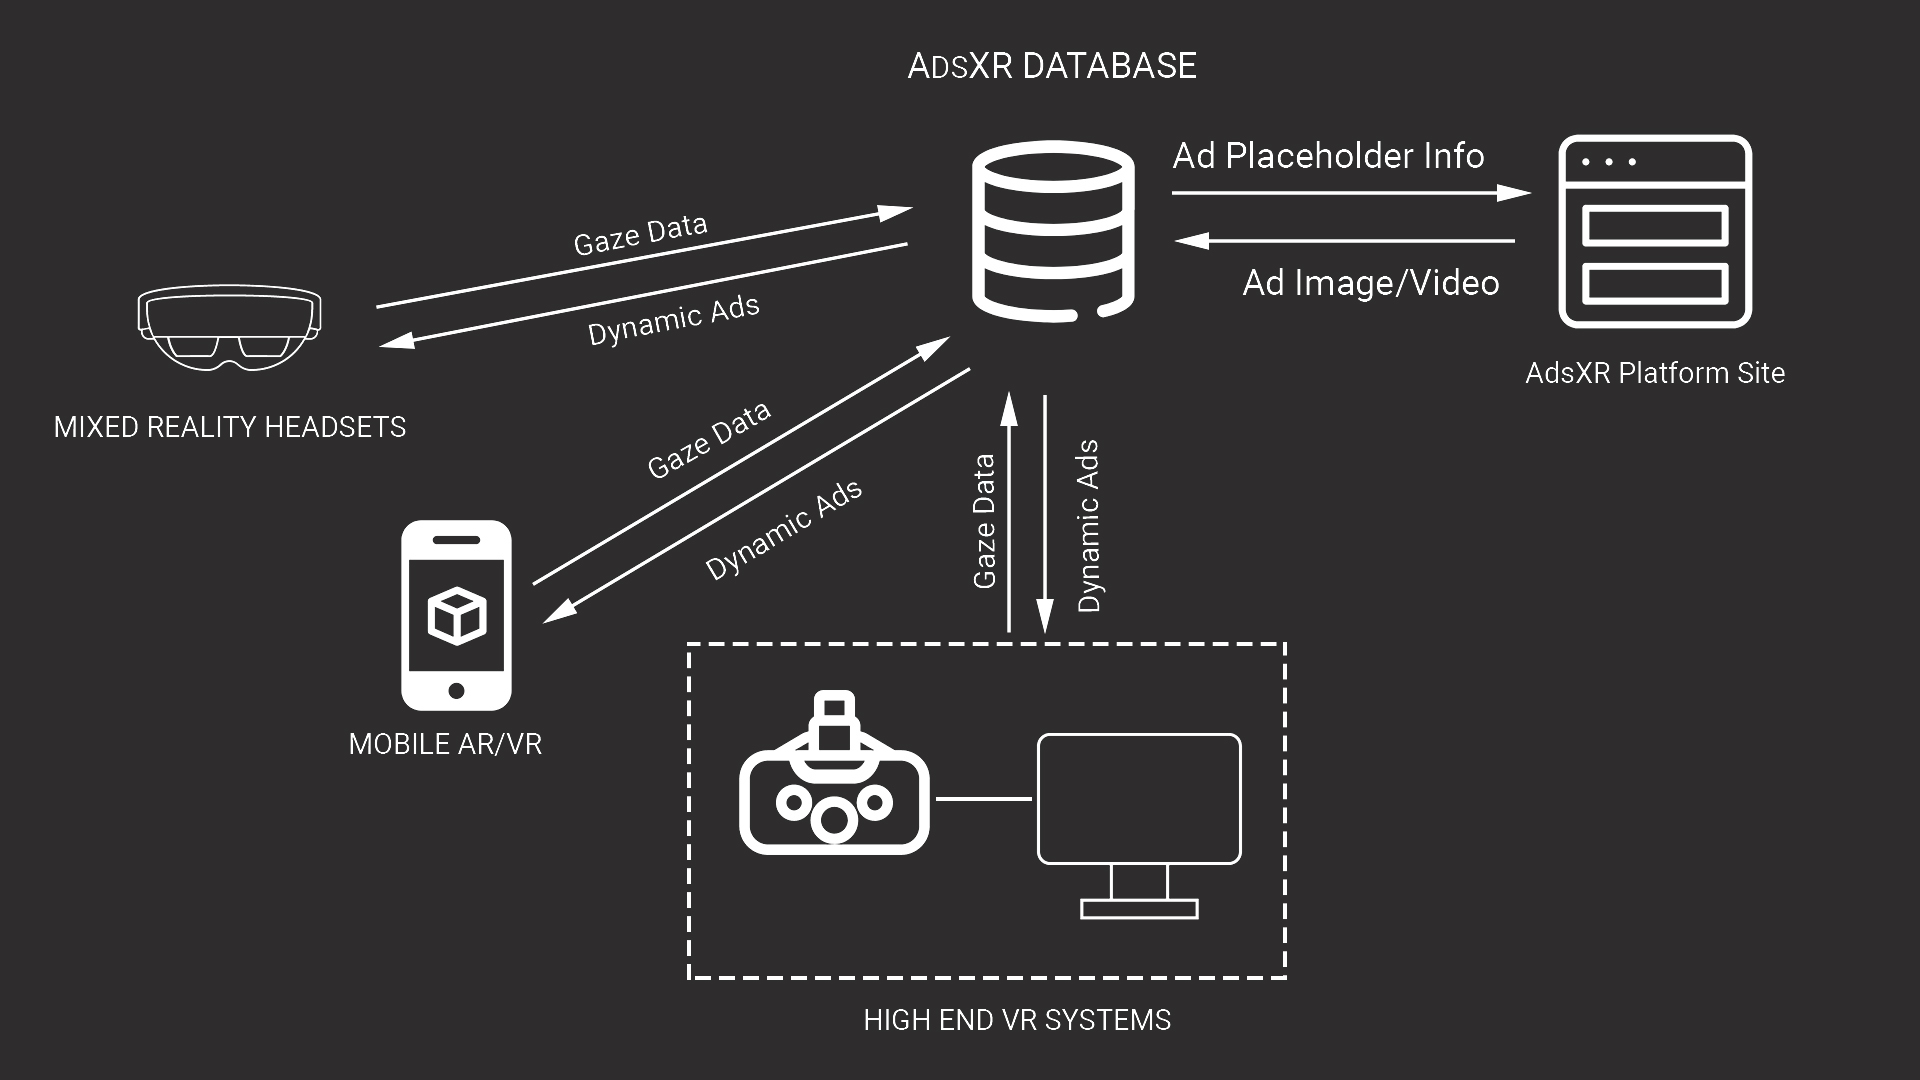 ADSXR DATABASE
Ad Placeholder Info
Gaze Data
Ad Image/Video
Dynamic Ads
AdsXR Platform Site
MIXED REALITY HEADSETS
Gaze Data
Dynamic Ads
Gaze Data
Dynamic Ads
MOBILE AR/VR
HIGH END VR SYSTEMS